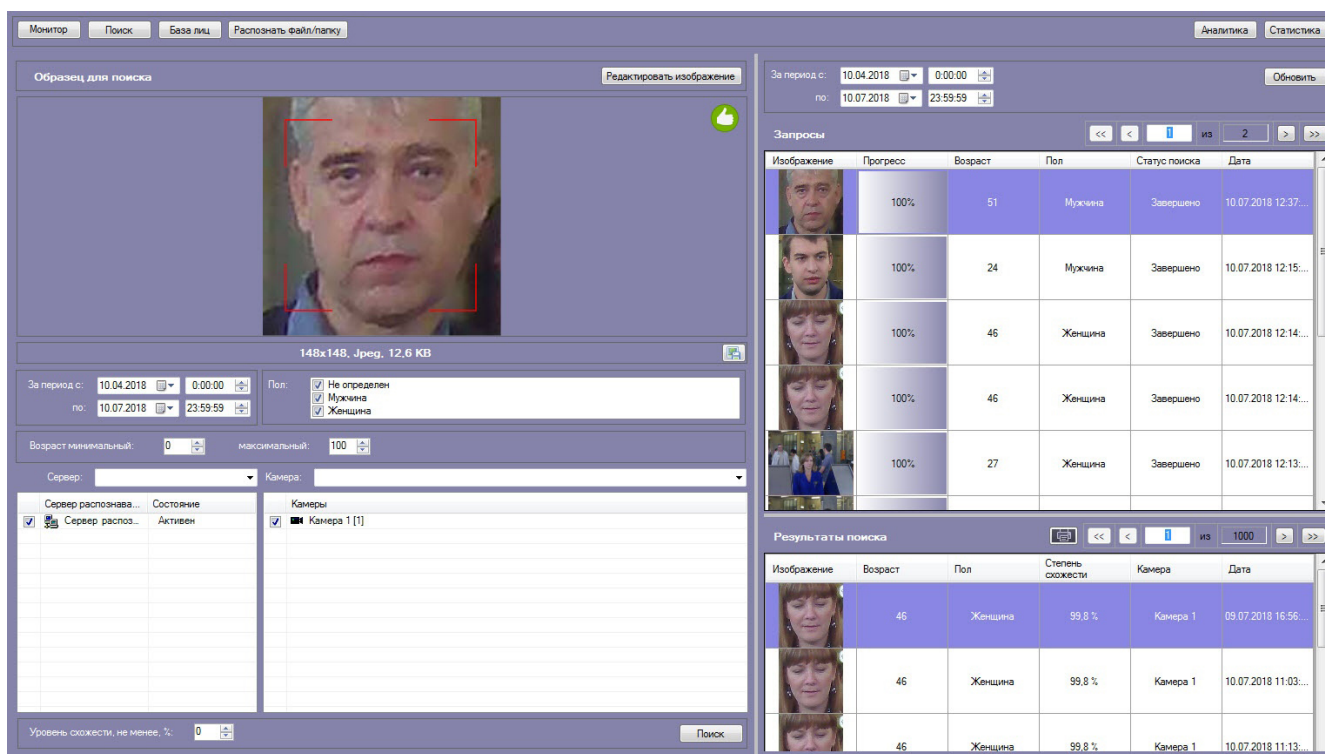 Монитор Поиск База лиц Распознать файл/папку Аналитика Статистика
Образец для поиска Редактировать изображение
148x148, Jpeg, 12,6 KB
За период с: 10.04.2018 0:00:00
по: 10.07.2018 23:59:59
Пол:
Не определен
Мужчина
Женщина
Возраст минимальный: 0 максимальный: 100
Сервер: Камера:
Сервер распознава... Состояние
Сервер распоз... Активен
Камеры
Камера 1 [1]
Уровень схожести, не менее, %: 0 Поиск
За период с: 10.04.2018 0:00:00 Обновить
по: 10.07.2018 23:59:59
Запросы << < 1 из 2 > >>
Изображение Прогресс Возраст Пол Статус поиска Дата
100% 51 Мужчина Завершено 10.07.2018 12:37:...
100% 24 Мужчина Завершено 10.07.2018 12:15:...
100% 46 Женщина Завершено 10.07.2018 12:14:...
100% 46 Женщина Завершено 10.07.2018 12:14:...
100% 27 Женщина Завершено 10.07.2018 12:13:...
Результаты поиска << < 1 из 1000 > >>
Изображение Возраст Пол Степень схожести Камера Дата
46 Женщина 99,8 % Камера 1 09.07.2018 16:56:...
46 Женщина 99,8 % Камера 1 10.07.2018 11:03:...
46 Женщина 99,8 % Камера 1 10.07.2018 11:13:...